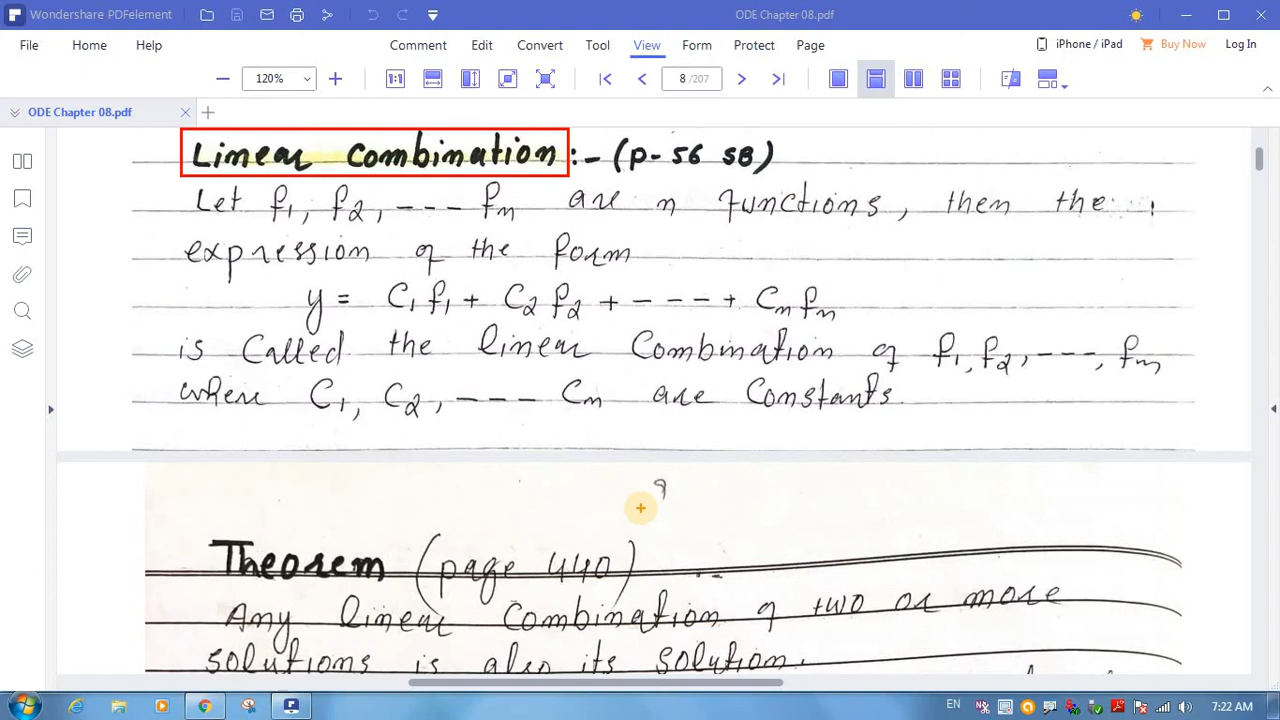 Wondershare PDFelement
ODE Chapter 08.pdf
File Home Help Comment Edit Convert Tool View Form Protect Page iPhone / iPad Buy Now Log In
120% 1:1 8 /207
ODE Chapter 08.pdf
Linear Combination :- (P-56 SB)
Let f1, f2, ---- fn are n functions, then the
expression of the form
y = C1 f1 + C2 f2 + ----+ Cn fn
is Called the linear Combination of f1, f2, ---, fn
where C1, C2, ---- Cn are Constants.
9
Theorem (page 440)
Any linear Combination of two or more
solutions is also its solution.
EN 7:22 AM